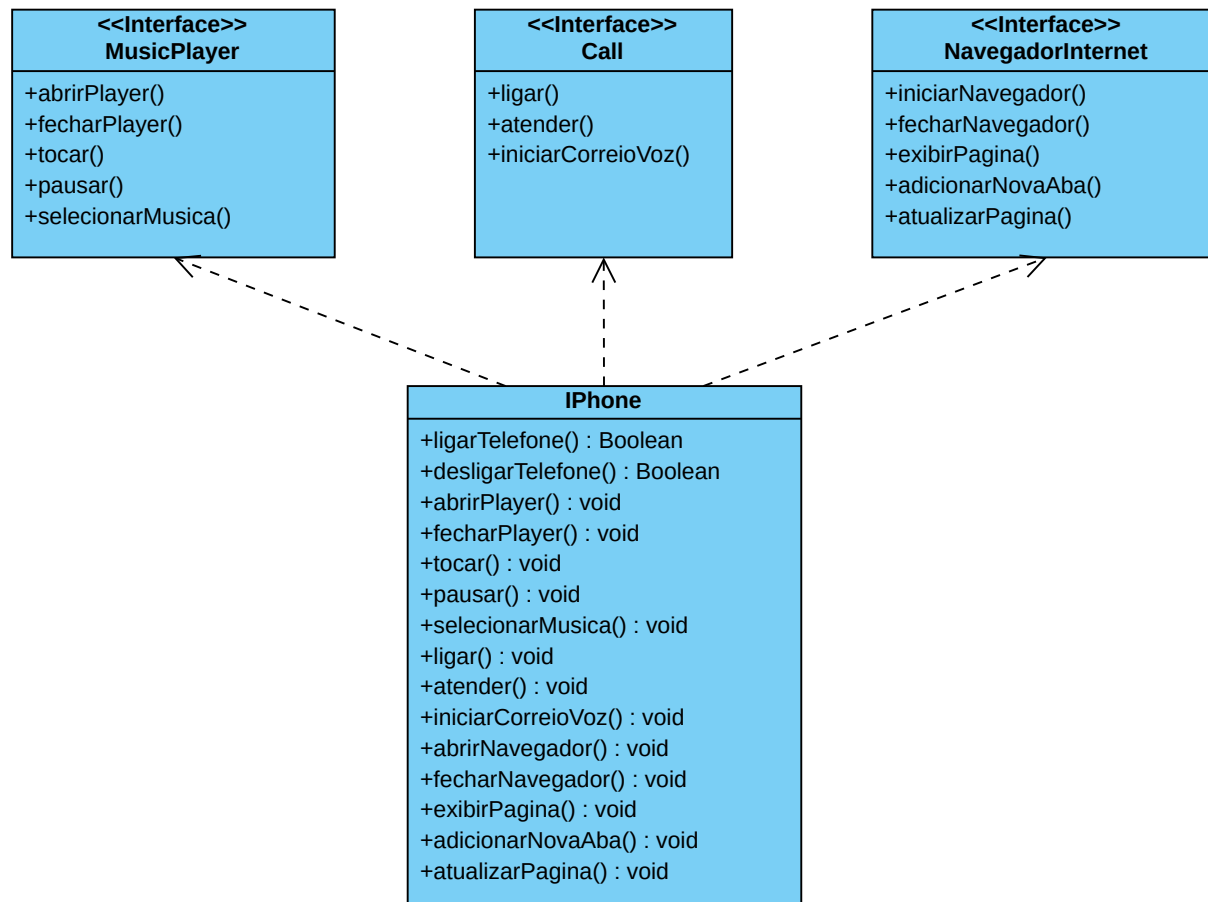 <<Interface>>
MusicPlayer
+abrirPlayer()
+fecharPlayer()
+tocar()
+pausar()
+selecionarMusica()
<<Interface>>
Call
+ligar()
+atender()
+iniciarCorreioVoz()
<<Interface>>
NavegadorInternet
+iniciarNavegador()
+fecharNavegador()
+exibirPagina()
+adicionarNovaAba()
+atualizarPagina()
IPhone
+ligarTelefone() : Boolean
+desligarTelefone() : Boolean
+abrirPlayer() : void
+fecharPlayer() : void
+tocar() : void
+pausar() : void
+selecionarMusica() : void
+ligar() : void
+atender() : void
+iniciarCorreioVoz() : void
+abrirNavegador() : void
+fecharNavegador() : void
+exibirPagina() : void
+adicionarNovaAba() : void
+atualizarPagina() : void